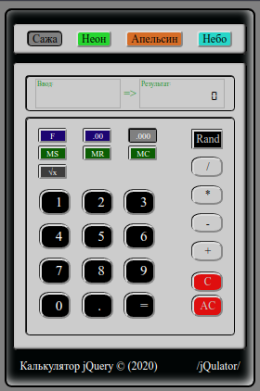 Сажа Неон Апельсин Небо
Ввод Результат
=> 0
F .00 .000 Rand
MS MR MC
√x /
1 2 3 *
4 5 6 -
7 8 9 +
C
0 . = AC
Калькулятор jQuery © (2020) /jQulator/